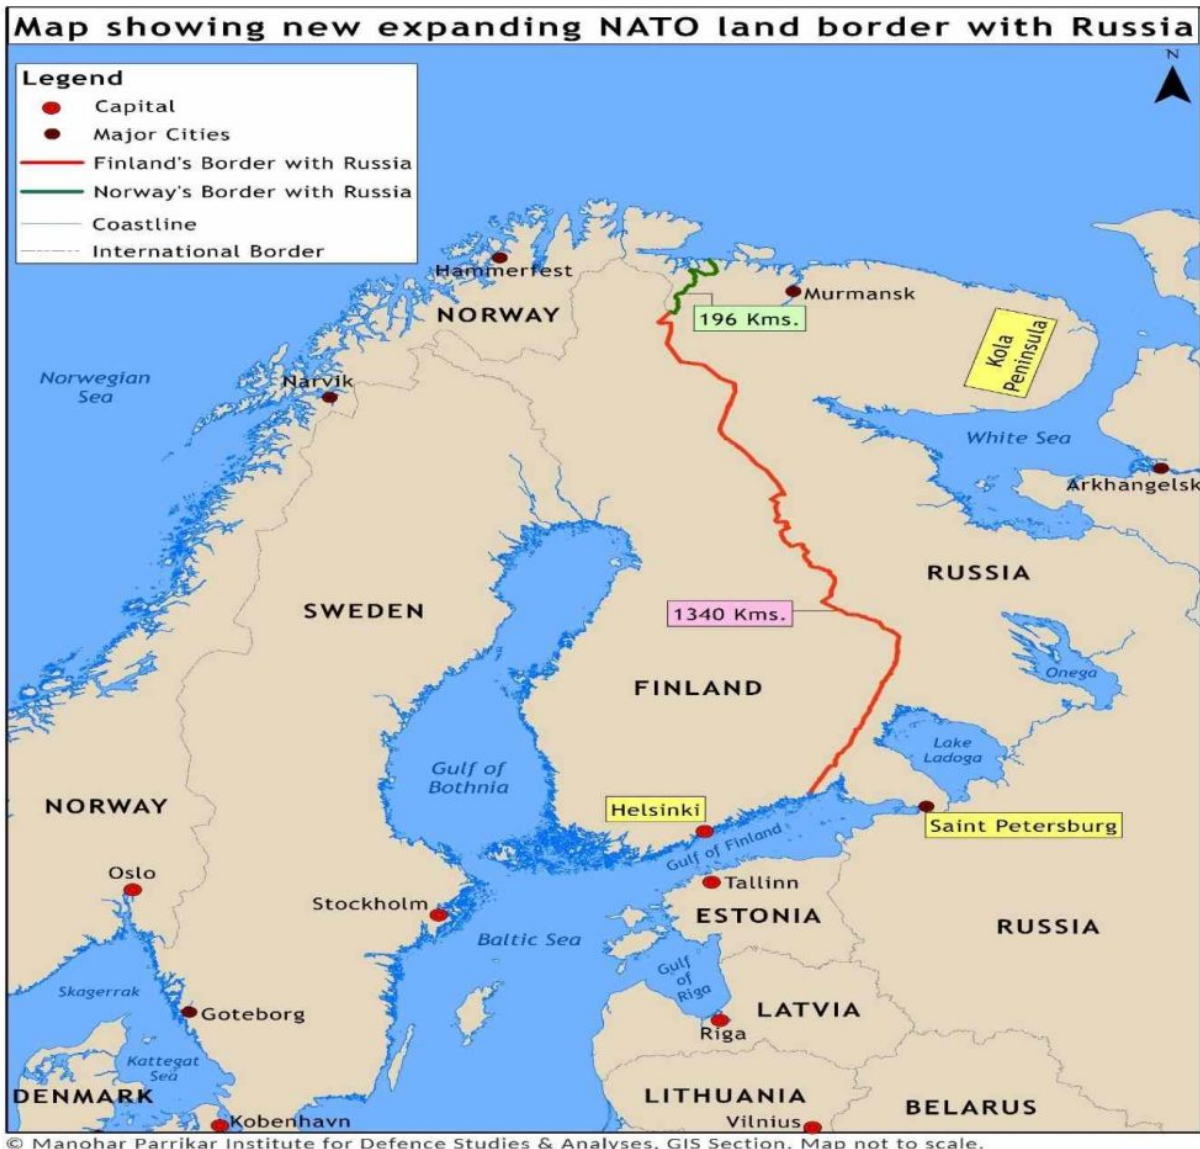 Map showing new expanding NATO land border with Russia
N
Legend
Capital
Major Cities
Finland's Border with Russia
Norway's Border with Russia
Coastline
International Border
Hammerfest
Murmansk
NORWAY
196 Kms.
Kola
Peninsula
Norwegian
Sea
Narvik
White Sea
Arkhangelsk
RUSSIA
SWEDEN
1340 Kms.
FINLAND
Onega
Lake
Ladoga
Gulf of
Bothnia
NORWAY
Helsinki
Saint Petersburg
Gulf of Finland
Oslo
Tallinn
Stockholm
ESTONIA
RUSSIA
Baltic Sea
Gulf
of
Riga
Skagerrak
Goteborg
LATVIA
Riga
Kattegat
Sea
DENMARK
LITHUANIA
BELARUS
Kobenhavn
Vilnius
© Manohar Parrikar Institute for Defence Studies & Analyses, GIS Section. Map not to scale.